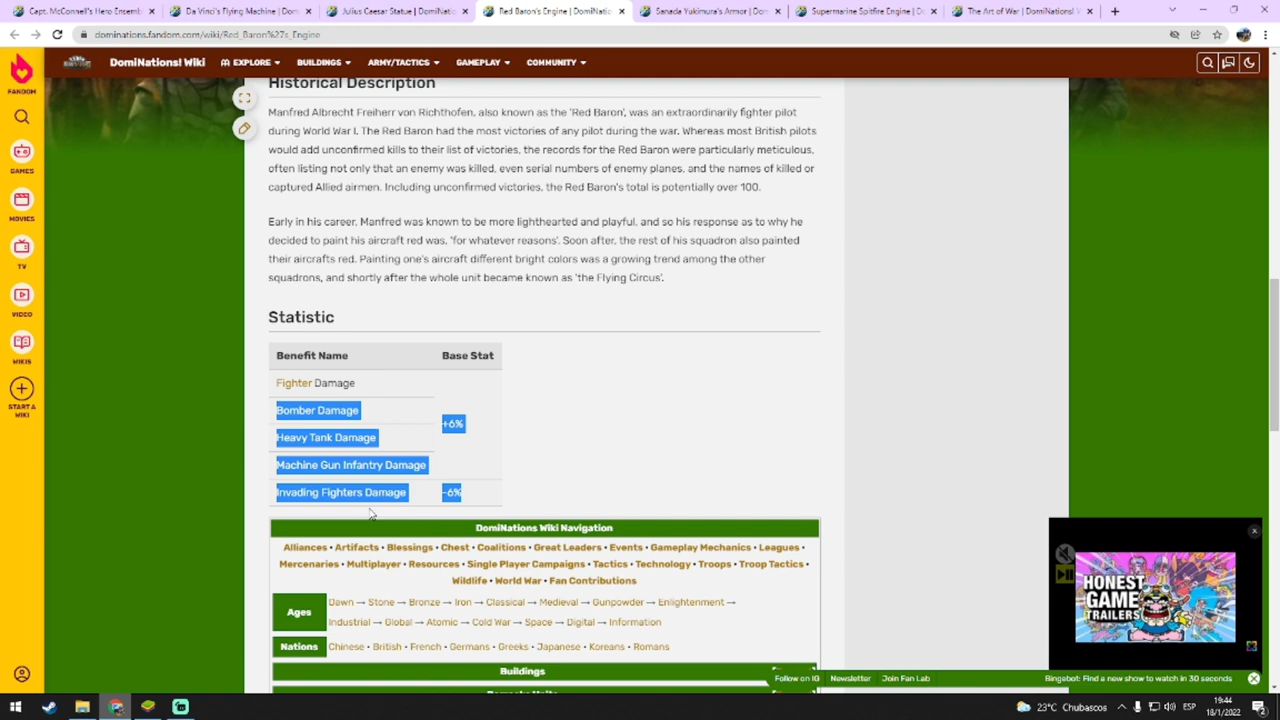 Capt. McConnell's Hero Ensemb
Da Vinci's Flying Machine | Dom
Julius Caesar Statue | DomiNatio
Red Baron's Engine | DomiNatio
Sanada Yukimura's Armor | Dom
Supermarine Spitfire Engine | D
The Art of War | DomiNations! V
dominations.fandom.com/wiki/Red_Baron%27s_Engine
DomiNations! Wiki
EXPLORE
BUILDINGS
ARMY/TACTICS
GAMEPLAY
COMMUNITY
FANDOM
GAMES
MOVIES
TV
VIDEO
WIKIS
START A
WIKI
Historical Description
Manfred Albrecht Freiherr von Richthofen, also known as the 'Red Baron', was an extraordinarily fighter pilot
during World War I. The Red Baron had the most victories of any pilot during the war. Whereas most British pilots
would add unconfirmed kills to their list of victories, the records for the Red Baron were particularly meticulous,
often listing not only that an enemy was killed, even serial numbers of enemy planes, and the names of killed or
captured Allied airmen. Including unconfirmed victories, the Red Baron's total is potentially over 100.
Early in his career, Manfred was known to be more lighthearted and playful, and so his response as to why he
decided to paint his aircraft red was, 'for whatever reasons'. Soon after, the rest of his squadron also painted
their aircrafts red. Painting one's aircraft different bright colors was a growing trend among the other
squadrons, and shortly after the whole unit became known as 'the Flying Circus'.
Statistic
Benefit Name Base Stat
Fighter Damage
Bomber Damage
+6%
Heavy Tank Damage
Machine Gun Infantry Damage
Invading Fighters Damage -6%
DomiNations Wiki Navigation
Alliances • Artifacts • Blessings • Chest • Coalitions • Great Leaders • Events • Gameplay Mechanics • Leagues •
Mercenaries • Multiplayer • Resources • Single Player Campaigns • Tactics • Technology • Troops • Troop Tactics •
Wildlife • World War • Fan Contributions
Ages
Dawn → Stone → Bronze → Iron → Classical → Medieval → Gunpowder → Enlightenment →
Industrial → Global → Atomic → Cold War → Space → Digital → Information
Nations
Chinese • British • French • Germans • Greeks • Japanese • Koreans • Romans
Buildings
HONEST
GAME
TRAILERS
Follow on IG
Newsletter
Join Fan Lab
Bingebot: Find a new show to watch in 30 seconds
23°C Chubascos
ESP
19:44
18/1/2022
2